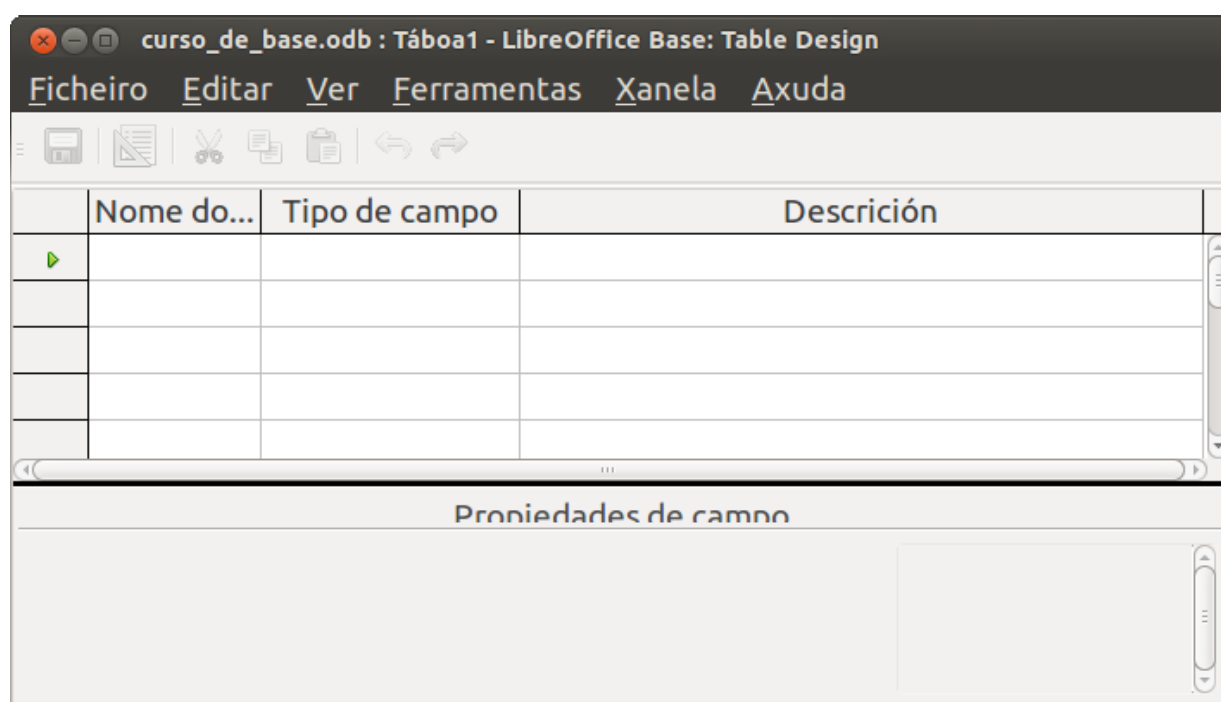 curso_de_base.odb : Táboa1 - LibreOffice Base: Table Design
Ficheiro Editar Ver Ferramentas Xanela Axuda
Nome do... Tipo de campo Descrición
Propiedades de campo